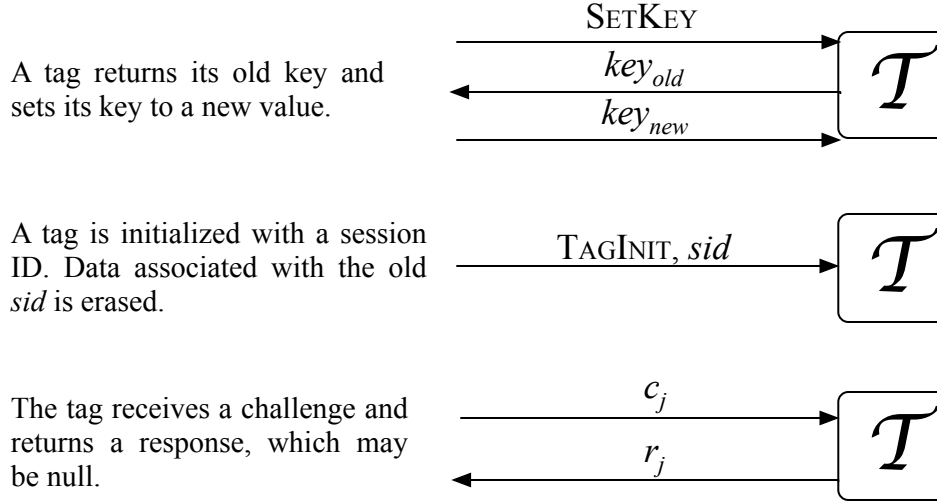 SETKEY
A tag returns its old key and
sets its key to a new value.
key_old
key_new
T
A tag is initialized with a session
ID. Data associated with the old
sid is erased.
TAGINIT, sid
T
The tag receives a challenge and
returns a response, which may
be null.
c_j
r_j
T